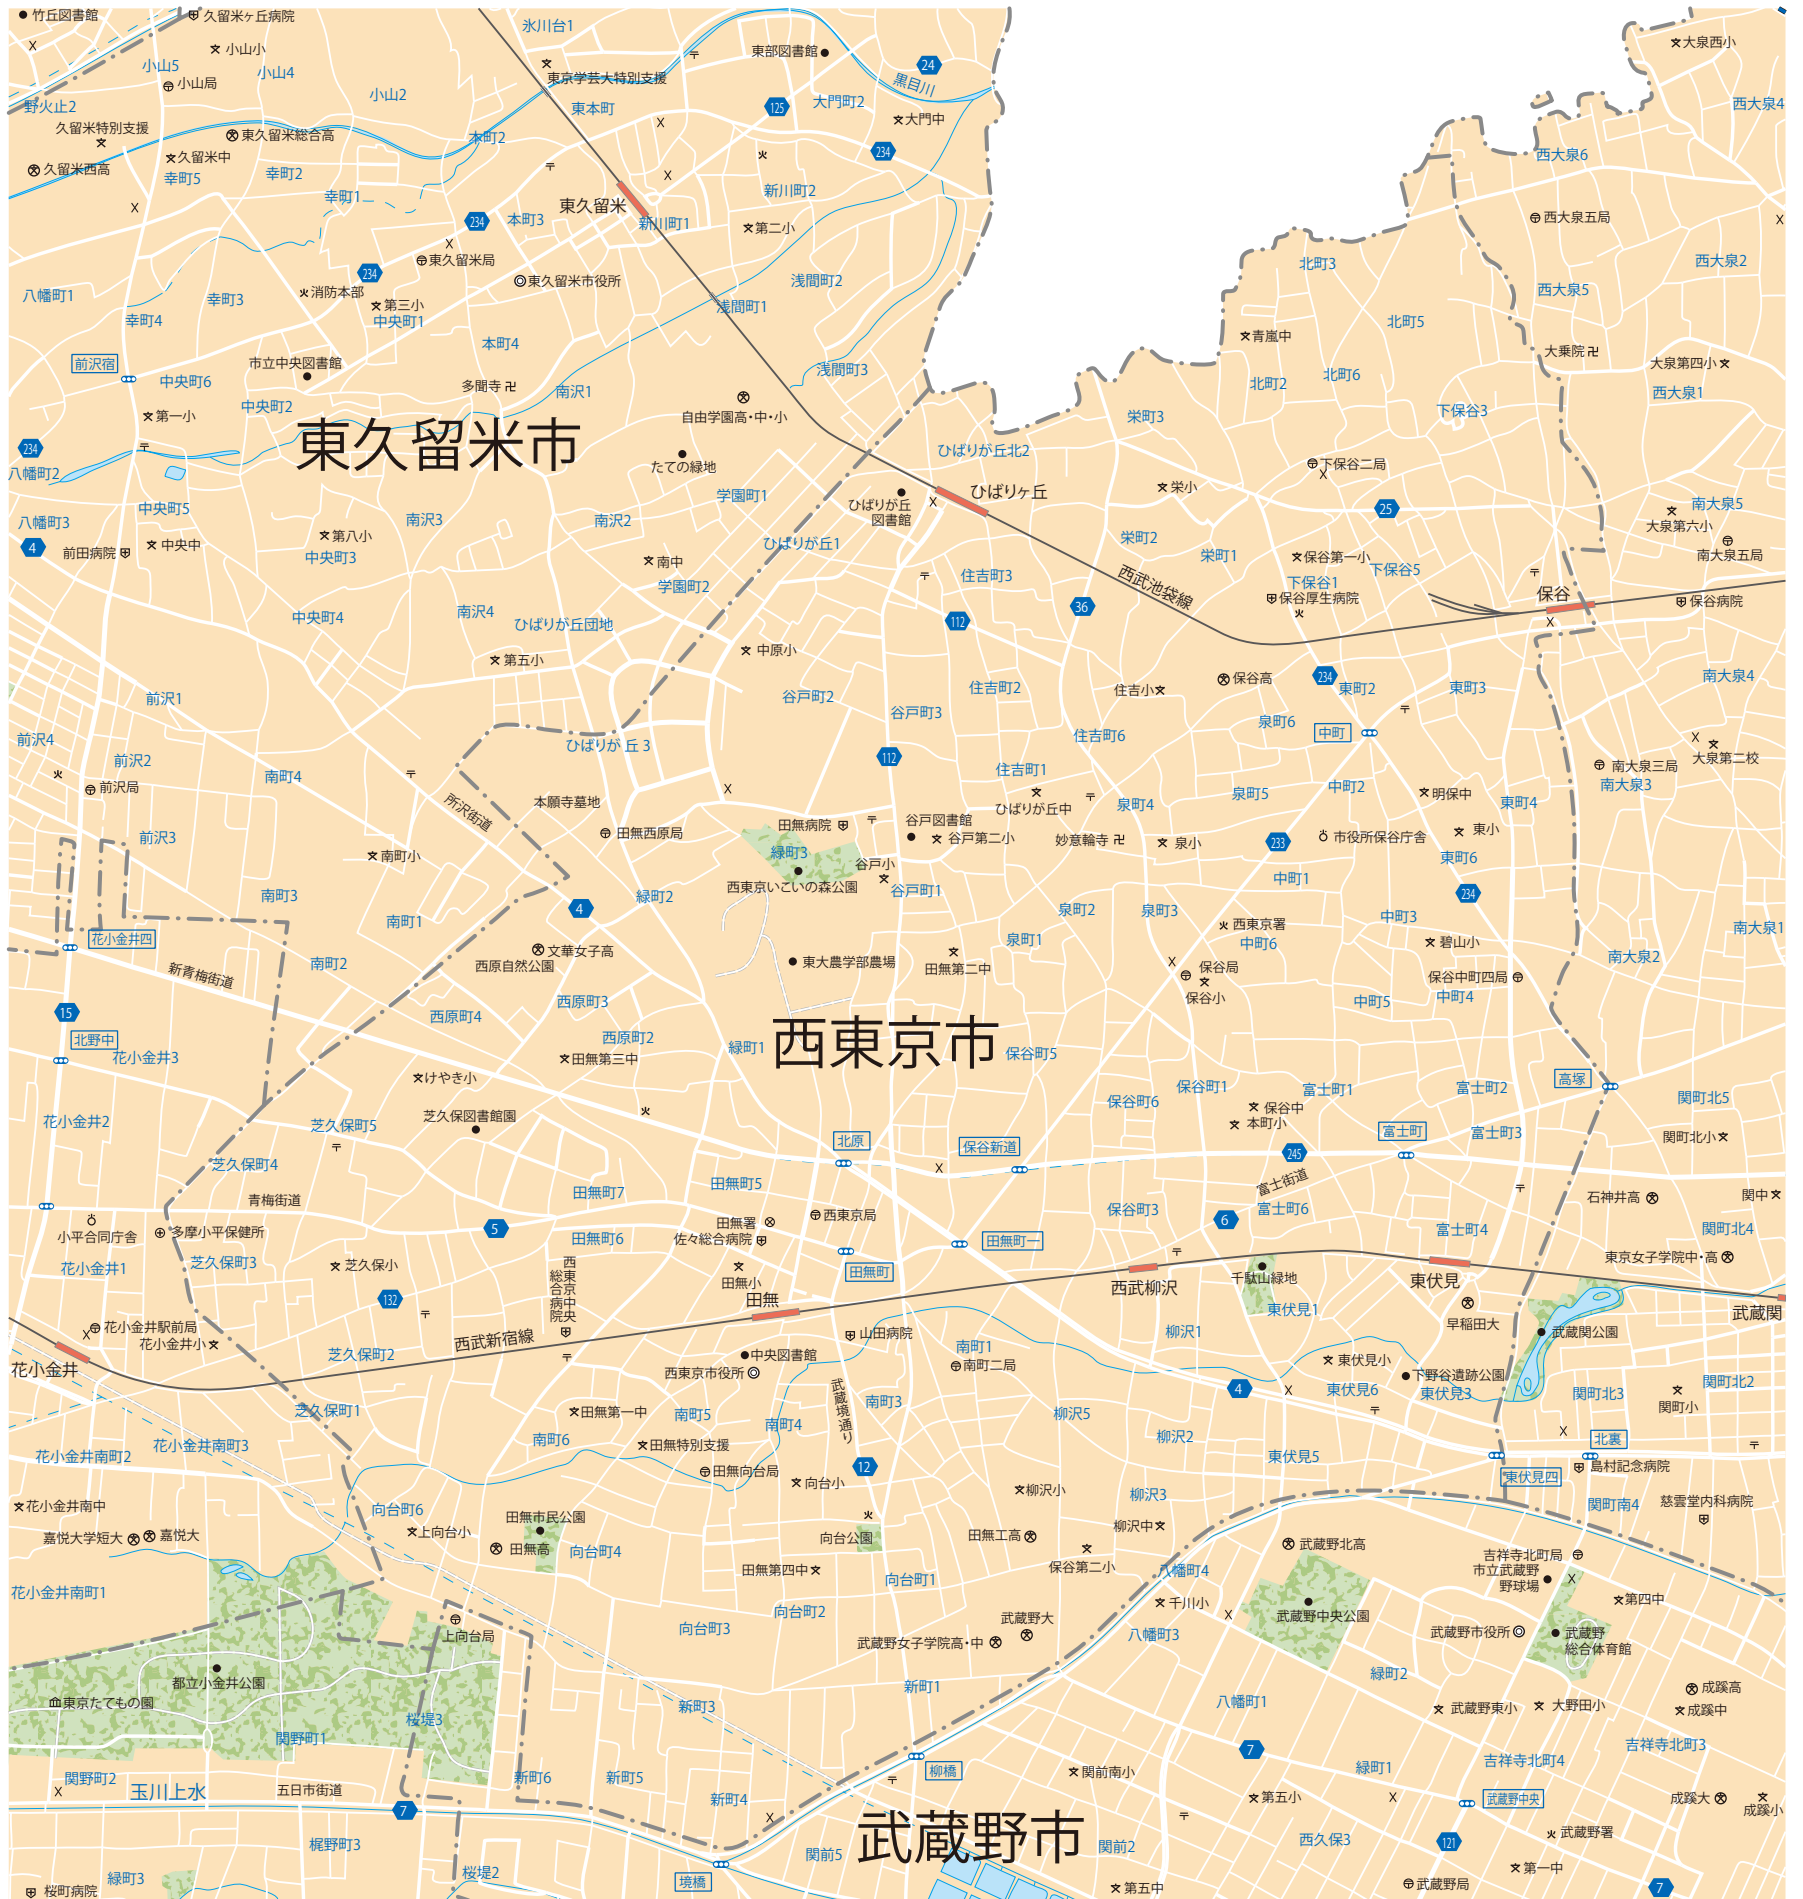 竹丘図書館
久留米ヶ丘病院
氷川台1
小山小
小山5
小山4
小山局
小山2
野火止2
久留米特別支援
東久留米総合高
久留米中
久留米西高
幸町5
幸町2
幸町1
本町2
東京学芸大特別支援
東本町
東部図書館
24
黒目川
125
大門町2
大門中
234
新川町2
東久留米
新川町1
第二小
本町3
234
東久留米局
東久留米市役所
浅間町2
浅間町1
浅間町3
八幡町1
幸町3
幸町4
消防本部
234
第三小
中央町1
本町4
前沢宿
市立中央図書館
中央町6
中央町2
多聞寺
南沢1
第一小
東久留米市
自由学園高・中・小
たての緑地
234
八幡町2
八幡町3
4
中央町5
前田病院
中央中
第八小
中央町3
南沢3
南沢2
学園町1
南中
学園町2
ひばりが丘
図書館
ひばりが丘1
ひばりが丘北2
ひばりヶ丘
中央町4
南沢4
ひばりが丘団地
第五小
中原小
西大泉4
大泉西小
西大泉6
西大泉五局
西大泉2
西大泉5
北町3
北町5
青嵐中
北町2
北町6
大乗院
大泉第四小
西大泉1
栄町3
下保谷3
下保谷二局
栄小
25
南大泉5
大泉第六小
南大泉五局
栄町2
栄町1
保谷第一小
下保谷1
下保谷5
西武池袋線
保谷厚生病院
保谷
保谷病院
住吉町3
36
112
住吉町2
住吉小
保谷高
234
東町2
東町3
南大泉4
泉町6
中町
谷戸町2
谷戸町3
住吉町6
前沢1
前沢4
前沢2
前沢局
前沢3
南町4
ひばりが丘3
112
住吉町1
ひばりが丘中
泉町4
泉町5
中町2
明保中
東町4
南大泉三局
南大泉3
大泉第二校
所沢街道
本願寺墓地
田無西原局
田無病院
谷戸図書館
谷戸第二小
妙意輪寺
泉小
233
市役所保谷庁舎
東小
東町6
南町小
緑町3
谷戸小
谷戸町1
西東京いこいの森公園
南町3
南町1
4
緑町2
中町1
234
泉町2
泉町3
中町3
西東京署
中町6
碧山小
南大泉1
南大泉2
花小金井四
新青梅街道
南町2
文華女子高
西原自然公園
東大農学部農場
田無第二中
泉町1
保谷局
保谷小
保谷中町四局
中町4
中町5
15
北野中
花小金井3
西原町4
西原町3
西原町2
田無第三中
緑町1
西東京市
保谷町5
けやき小
芝久保図書館園
花小金井2
芝久保町5
芝久保町4
保谷町6
保谷町1
富士町1
富士町2
高塚
保谷中
本町小
富士町
富士町3
関町北5
関町北小
北原
保谷新道
245
富士街道
青梅街道
田無町7
田無町5
保谷町3
富士町6
石神井高
関中
関町北4
小平合同庁舎
多摩小平保健所
5
田無町6
田無署
佐々総合病院
西東京局
田無町一
6
富士町4
東京女子学院中・高
花小金井1
芝久保町3
芝久保小
西東京中央
総合病院
田無小
田無町
田無
西武柳沢
千駄山緑地
東伏見
東伏見1
武蔵関
132
花小金井駅前局
花小金井小
花小金井
西武新宿線
芝久保町2
山田病院
柳沢1
早稲田大
武蔵関公園
中央図書館
西東京市役所
南町1
南町二局
東伏見小
下野谷遺跡公園
東伏見6
東伏見3
関町北3
関町北2
関町小
芝久保町1
田無第一中
南町5
南町4
武蔵境通り
南町3
4
柳沢5
柳沢2
花小金井南町3
花小金井南町2
南町6
田無特別支援
田無向台局
12
向台小
東伏見5
北裏
島村記念病院
東伏見四
柳沢小
柳沢3
関町南4
慈雲堂内科病院
花小金井南中
嘉悦大学短大
嘉悦大
向台町6
上向台小
田無市民公園
田無高
向台町4
向台公園
田無工高
柳沢中
保谷第二小
武蔵野北高
吉祥寺北町局
市立武蔵野
野球場
花小金井南町1
田無第四中
向台町1
八幡町4
千川小
八幡町3
武蔵野中央公園
第四中
武蔵野
総合体育館
武蔵野市役所
上向台局
向台町3
向台町2
武蔵野大
武蔵野女子学院高・中
都立小金井公園
東京たてもの園
桜堤3
関野町1
新町3
新町1
八幡町1
緑町2
武蔵野東小
大野田小
成蹊高
成蹊中
吉祥寺北町3
吉祥寺北町4
関野町2
玉川上水
五日市街道
7
新町6
新町5
新町4
柳橋
関前南小
7
緑町1
第五小
武蔵野中央
成蹊大
成蹊小
梶野町3
緑町3
桜町病院
桜堤2
境橋
関前5
武蔵野市
関前2
西久保3
121
武蔵野署
第一中
武蔵野局
第五中
7